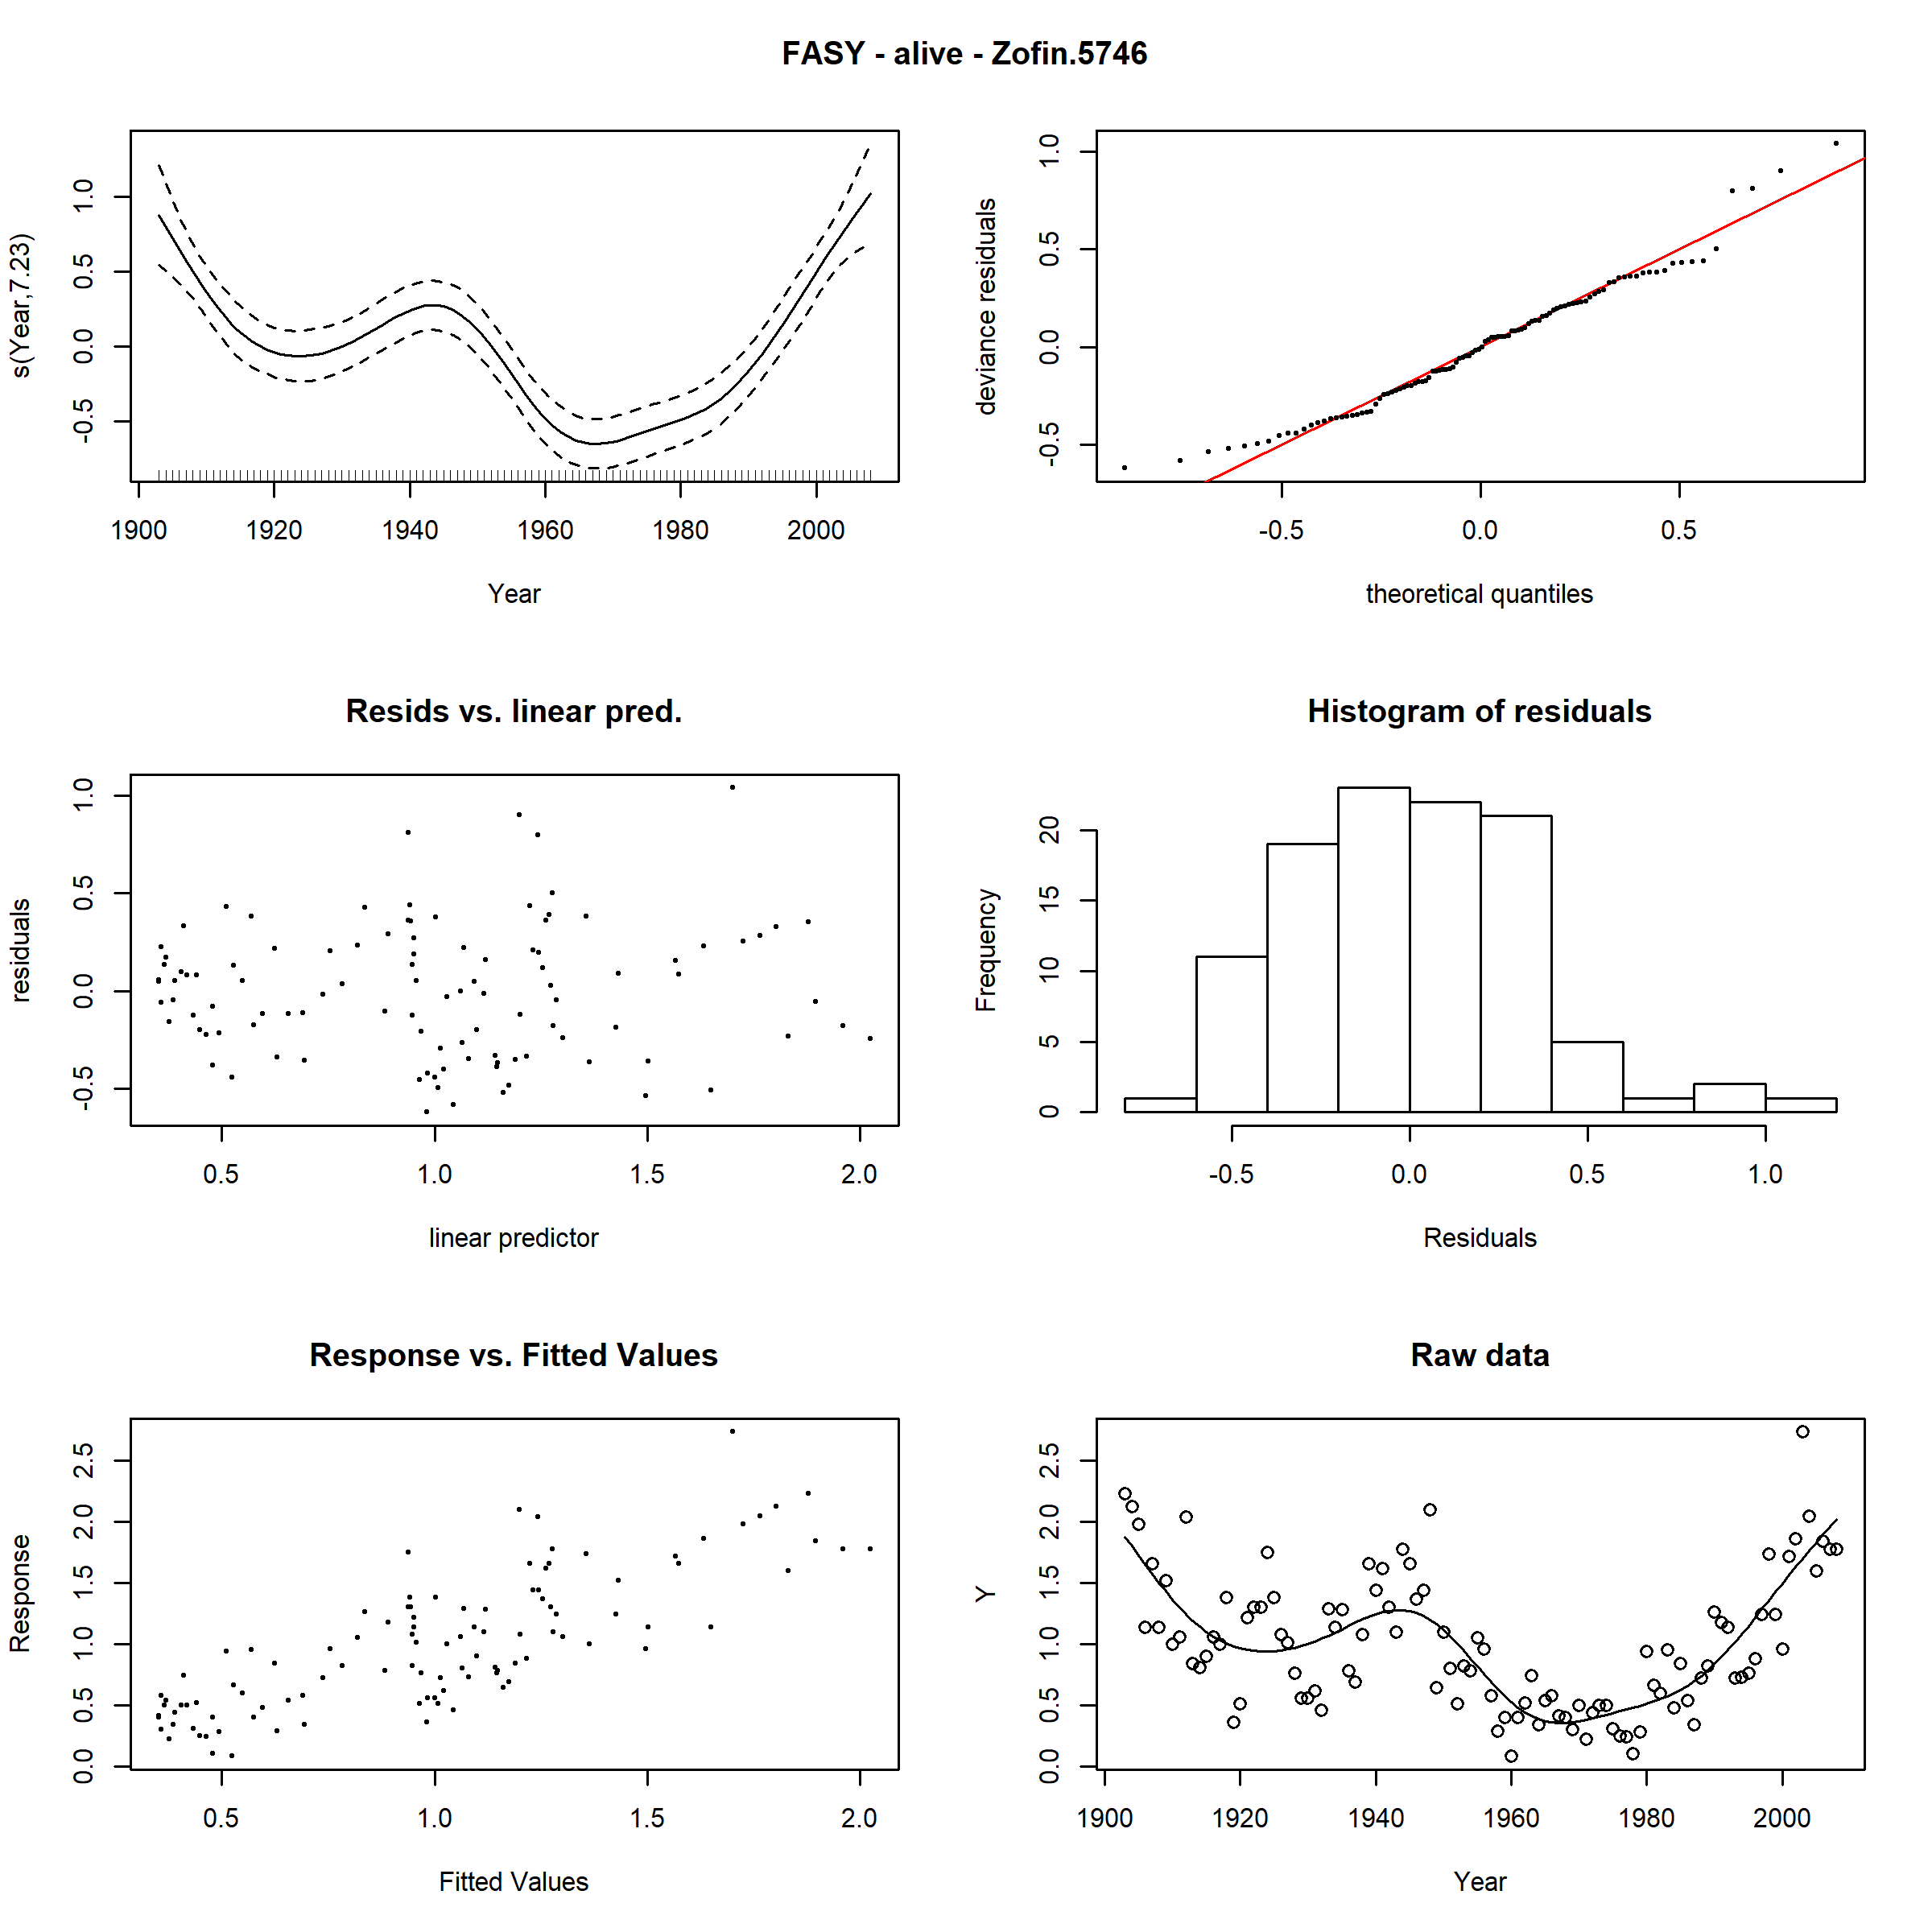 FASY - alive - Zofin.5746
s(Year,7.23)
-0.5 0.0 0.5 1.0
1900 1920 1940 1960 1980 2000
Year
deviance residuals
-0.5 0.0 0.5 1.0
-0.5 0.0 0.5
theoretical quantiles
Resids vs. linear pred.
residuals
-0.5 0.0 0.5 1.0
0.5 1.0 1.5 2.0
linear predictor
Histogram of residuals
Frequency
0 5 10 15 20
-0.5 0.0 0.5 1.0
Residuals
Response vs. Fitted Values
Response
0.0 0.5 1.0 1.5 2.0 2.5
0.5 1.0 1.5 2.0
Fitted Values
Raw data
Y
0.0 0.5 1.0 1.5 2.0 2.5
1900 1920 1940 1960 1980 2000
Year